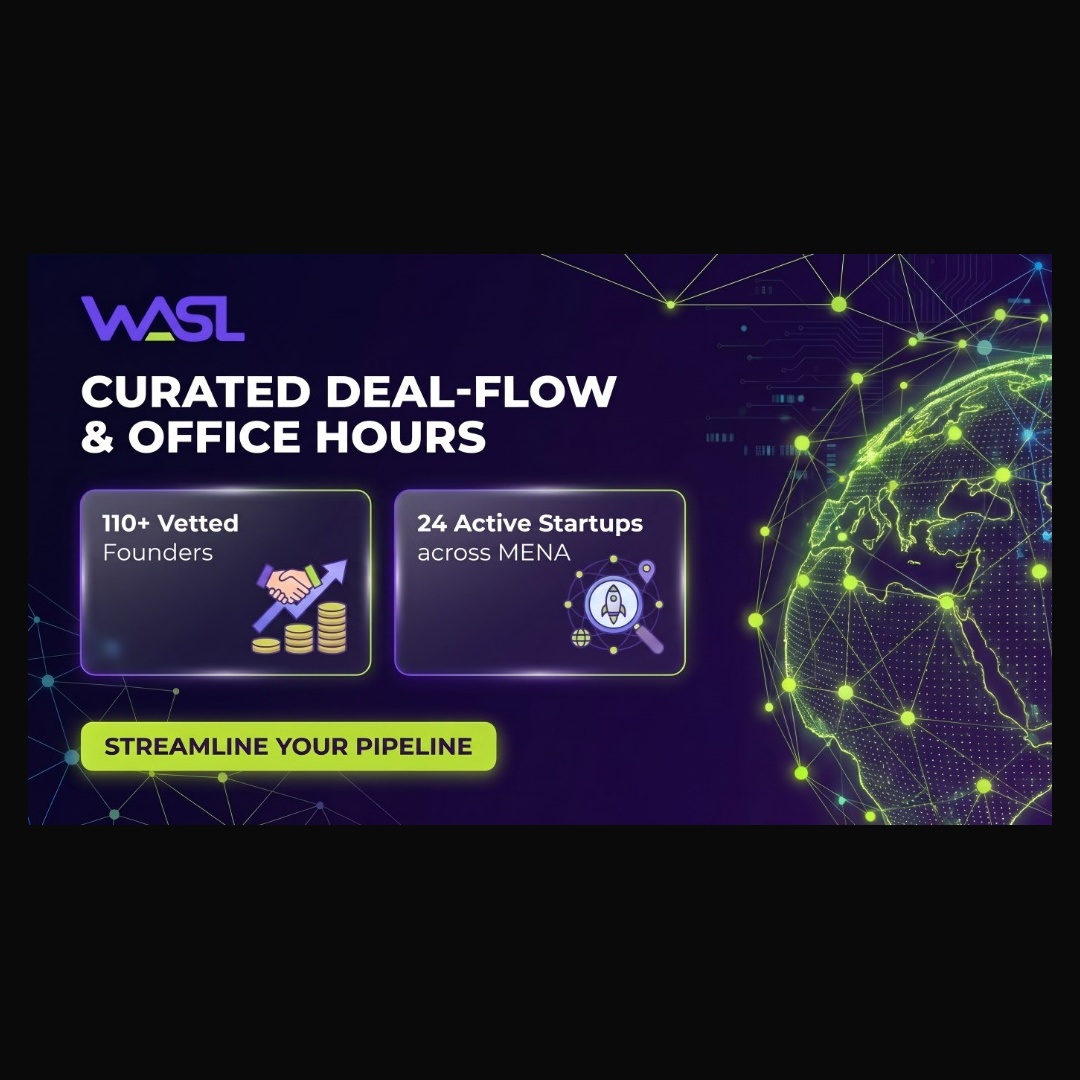 WASL
CURATED DEAL-FLOW
& OFFICE HOURS
110+ Vetted
Founders
24 Active Startups
across MENA
STREAMLINE YOUR PIPELINE